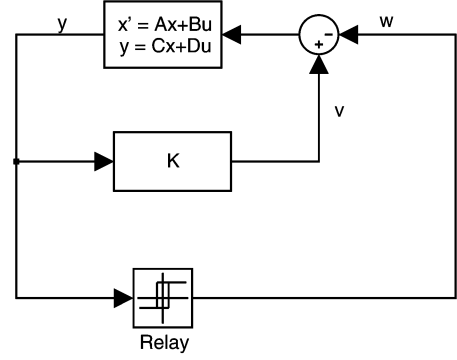 y
x' = Ax+Bu
y = Cx+Du
w
v
K
Relay